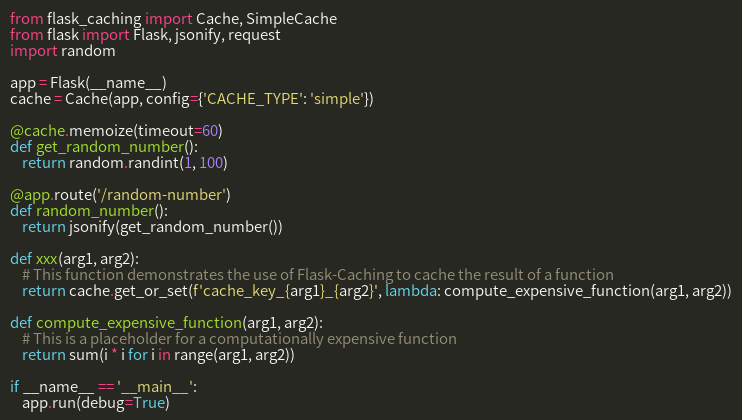 from flask_caching import Cache, SimpleCache
from flask import Flask, jsonify, request
import random

app = Flask(__name__)
cache = Cache(app, config={'CACHE_TYPE': 'simple'})

@cache.memoize(timeout=60)
def get_random_number():
    return random.randint(1, 100)

@app.route('/random-number')
def random_number():
    return jsonify(get_random_number())

def xxx(arg1, arg2):
    # This function demonstrates the use of Flask-Caching to cache the result of a function
    return cache.get_or_set(f'cache_key_{arg1}_{arg2}', lambda: compute_expensive_function(arg1, arg2))

def compute_expensive_function(arg1, arg2):
    # This is a placeholder for a computationally expensive function
    return sum(i * i for i in range(arg1, arg2))

if __name__ == '__main__':
    app.run(debug=True)